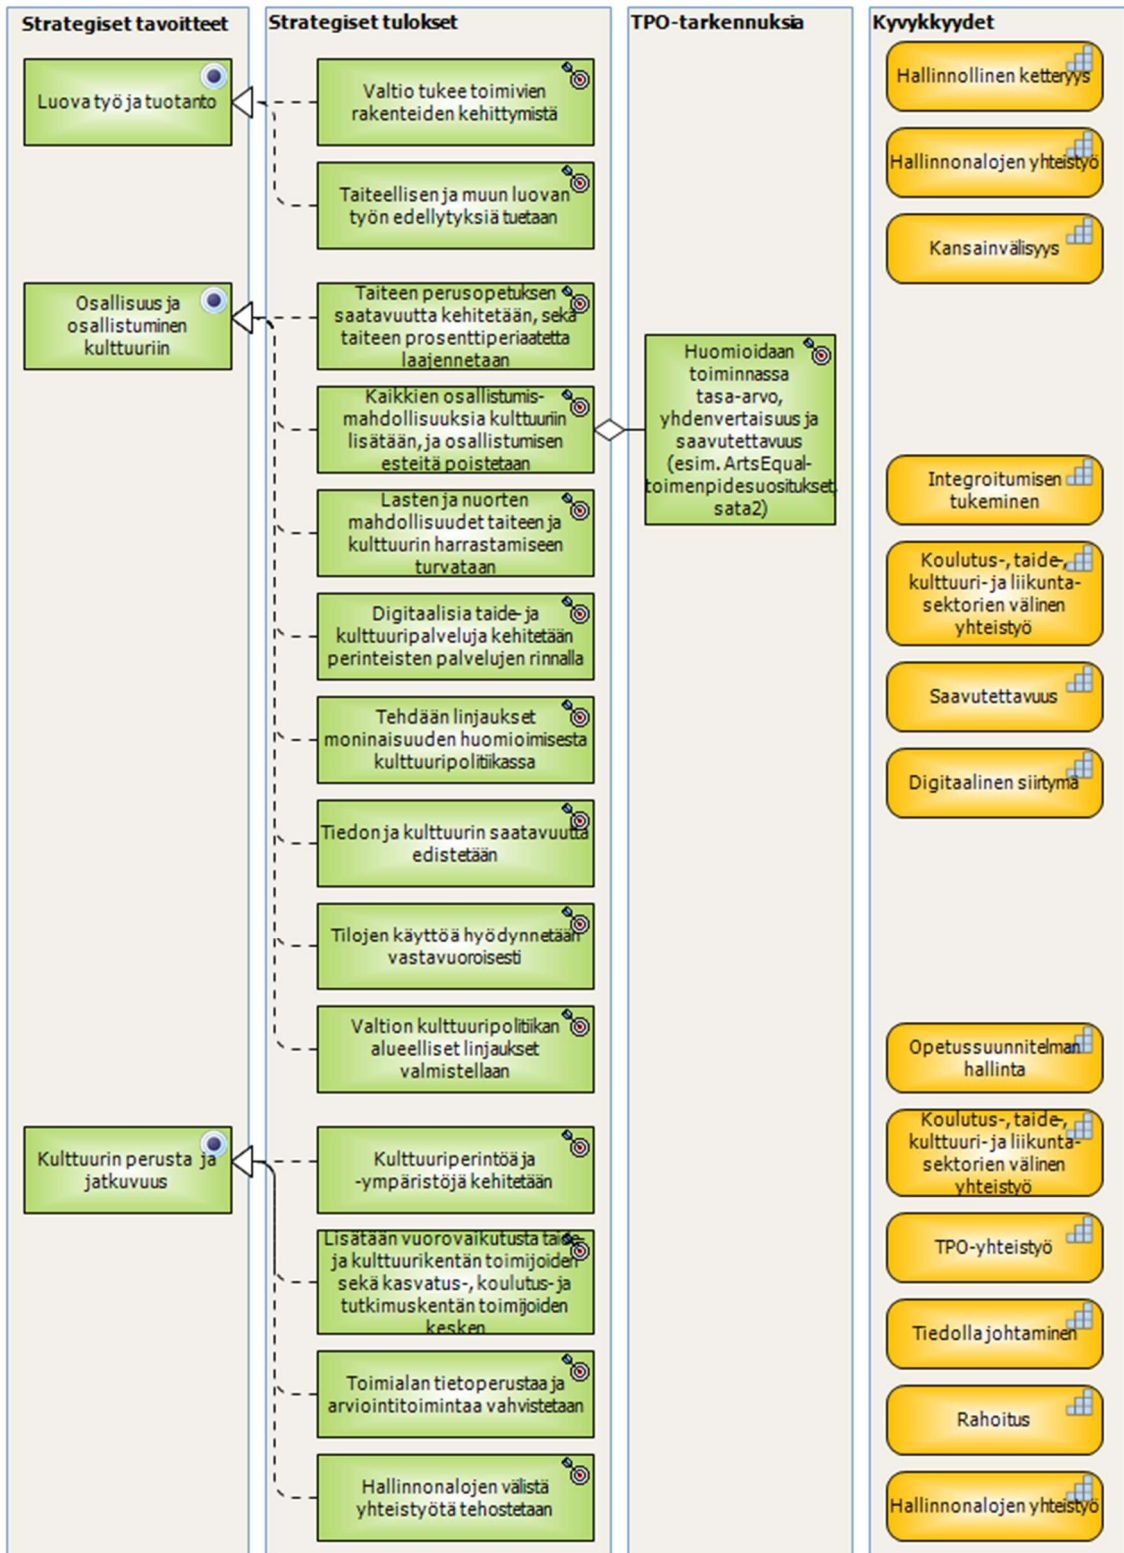 Strategiset tavoitteet
Luova työ ja tuotanto
Osallisuus ja
osallistuminen
kulttuuriin
Kulttuurin perusta ja
jatkuvuus
Strategiset tulokset
Valtio tukee toimivien
rakenteiden kehittymistä
Taiteellisen ja muun luovan
työn edellytyksiä tuetaan
Taiteen perusopetuksen
saatavuutta kehitetään, sekä
taiteen prosenttiperiaatetta
laajennetaan
Kaikkien osallistumis-
mahdollisuuksia kulttuuriin
lisätään, ja osallistumisen
esteitä poistetaan
Lasten ja nuorten
mahdollisuudet taiteen ja
kulttuurin harrastamiseen
turvataan
Digitaalisia taide- ja
kulttuuripalveluja kehitetään
perinteisten palvelujen rinnalla
Tehdään linjaukset
moninaisuuden huomioimisesta
kulttuuripolitiikassa
Tiedon ja kulttuurin saatavuutta
edistetään
Tilojen käyttöä hyödynnetään
vastavuoroisesti
Valtion kulttuuripolitiikan
alueelliset linjaukset
valmistellaan
Kulttuuriperintöä ja
-ympäristöjä kehitetään
Lisätään vuorovaikutusta taide-
ja kulttuurikentän toimijoiden
sekä kasvatus-, koulutus- ja
tutkimuskentän toimijoiden
kesken
Toimialan tietoperustaa ja
arviointitoimintaa vahvistetaan
Hallinnonalojen välistä
yhteistyötä tehostetaan
TPO-tarkennuksia
Huomioidaan
toiminnassa
tasa-arvo,
yhdenvertaisuus ja
saavutettavuus
(esim. ArtsEqual-
toimenpidesuositukset,
sata2)
Kyvykkyydet
Hallinnollinen ketteryys
Hallinnonalojen yhteistyö
Kansainvälisyys
Integroitumisen
tukeminen
Koulutus-, taide-,
kulttuuri- ja liikunta-
sektorien välinen
yhteistyö
Saavutettavuus
Digitaalinen siirtymä
Opetussuunnitelman
hallinta
Koulutus-, taide-,
kulttuuri- ja liikunta-
sektorien välinen
yhteistyö
TPO-yhteistyö
Tiedolla johtaminen
Rahoitus
Hallinnonalojen yhteistyö